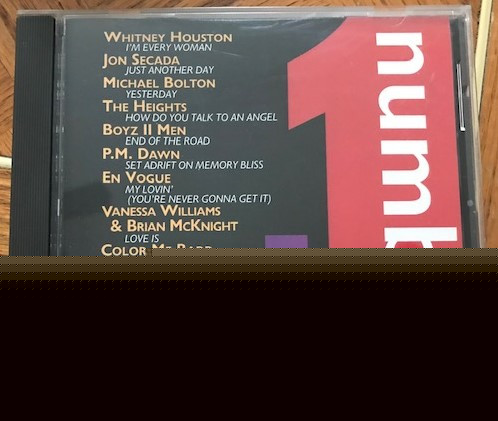 WHITNEY HOUSTON
I'M EVERY WOMAN
JON SECADA
JUST ANOTHER DAY
MICHAEL BOLTON
YESTERDAY
THE HEIGHTS
HOW DO YOU TALK TO AN ANGEL
BOYZ II MEN
END OF THE ROAD
P.M. DAWN
SET ADRIFT ON MEMORY BLISS
EN VOGUE
MY LOVIN'
(YOU'RE NEVER GONNA GET IT)
VANESSA WILLIAMS
& BRIAN MCKNIGHT
LOVE IS
COLOR ME
1
numb